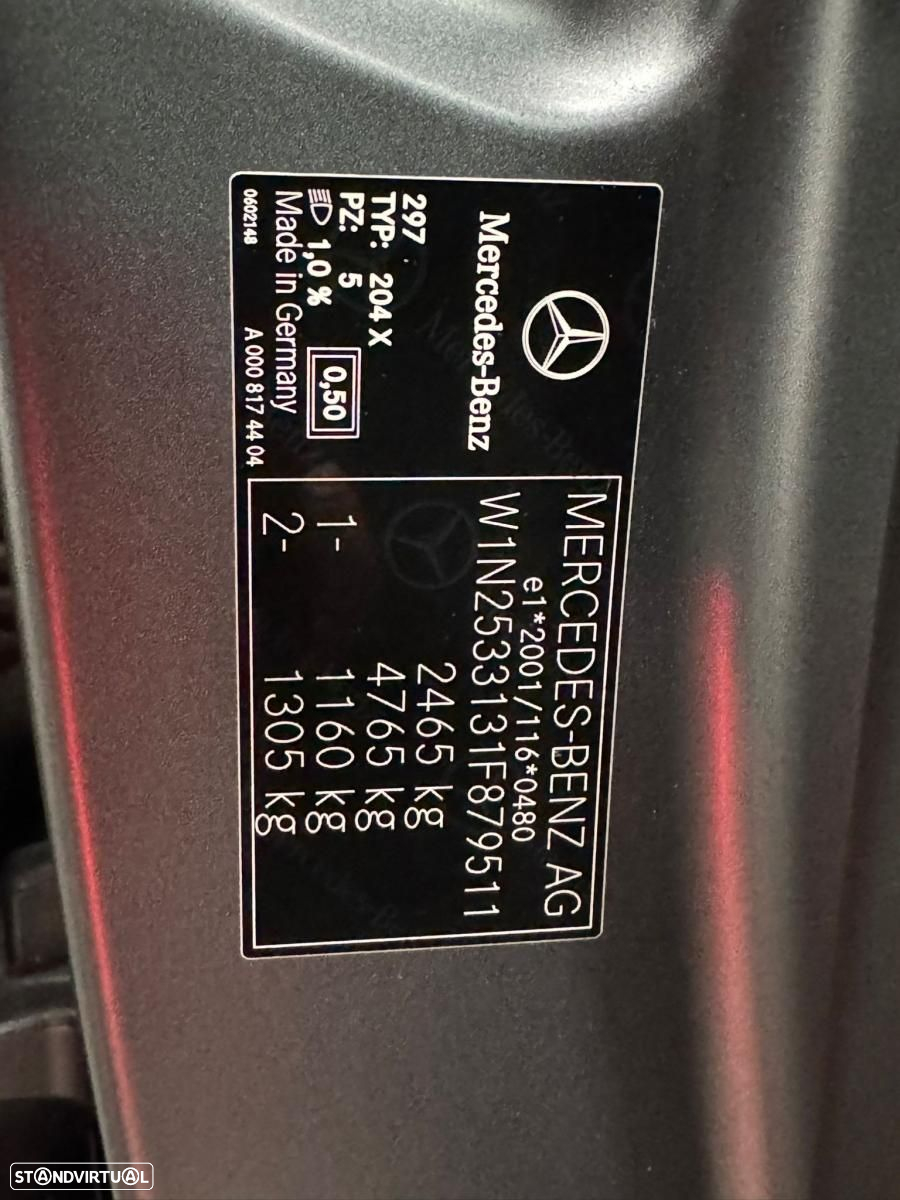 Mercedes-Benz
297
TYP: 204 X
PZ: 5
1,0 %
0,50
Made in Germany
0602148
A 000 817 44 04
MERCEDES-BENZ AG
e1*2001/116*0480
W1N2533131F879511
2465 kg
4765 kg
1- 1160 kg
2- 1305 kg
STANDVIRTUAL